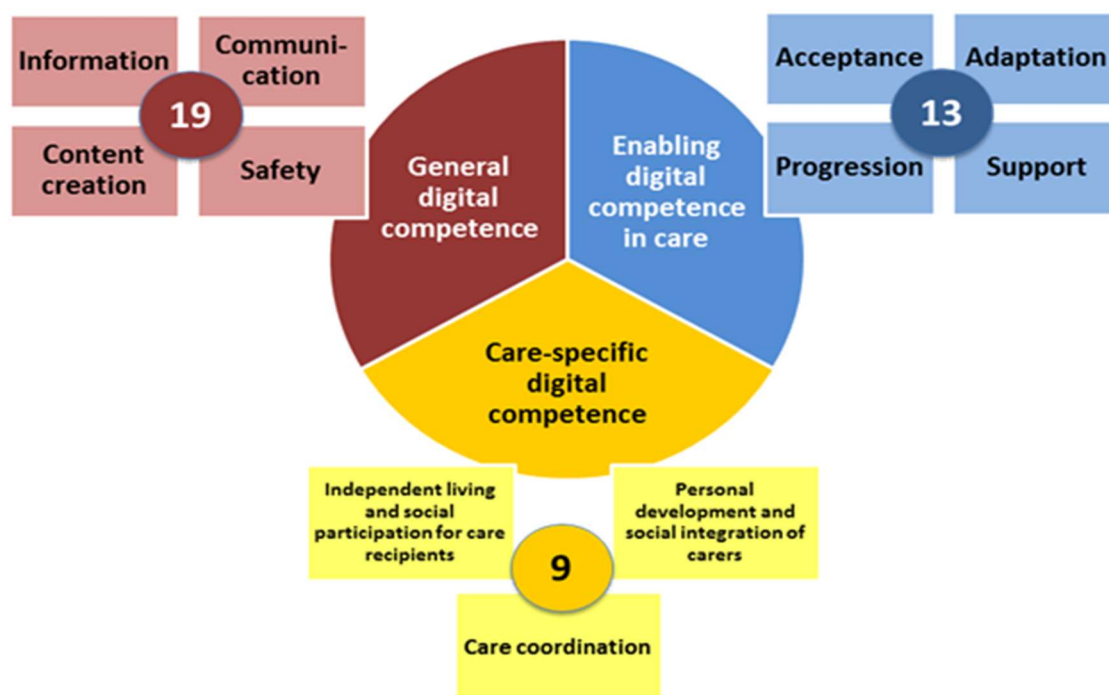 Information
Communi-
cation
19
Content
creation
Safety
General
digital
competence
Acceptance
Adaptation
13
Progression
Support
Enabling
digital
competence
in care
Care-specific
digital
competence
Independent living
and social
participation for care
recipients
Personal
development and
social integration of
carers
9
Care coordination